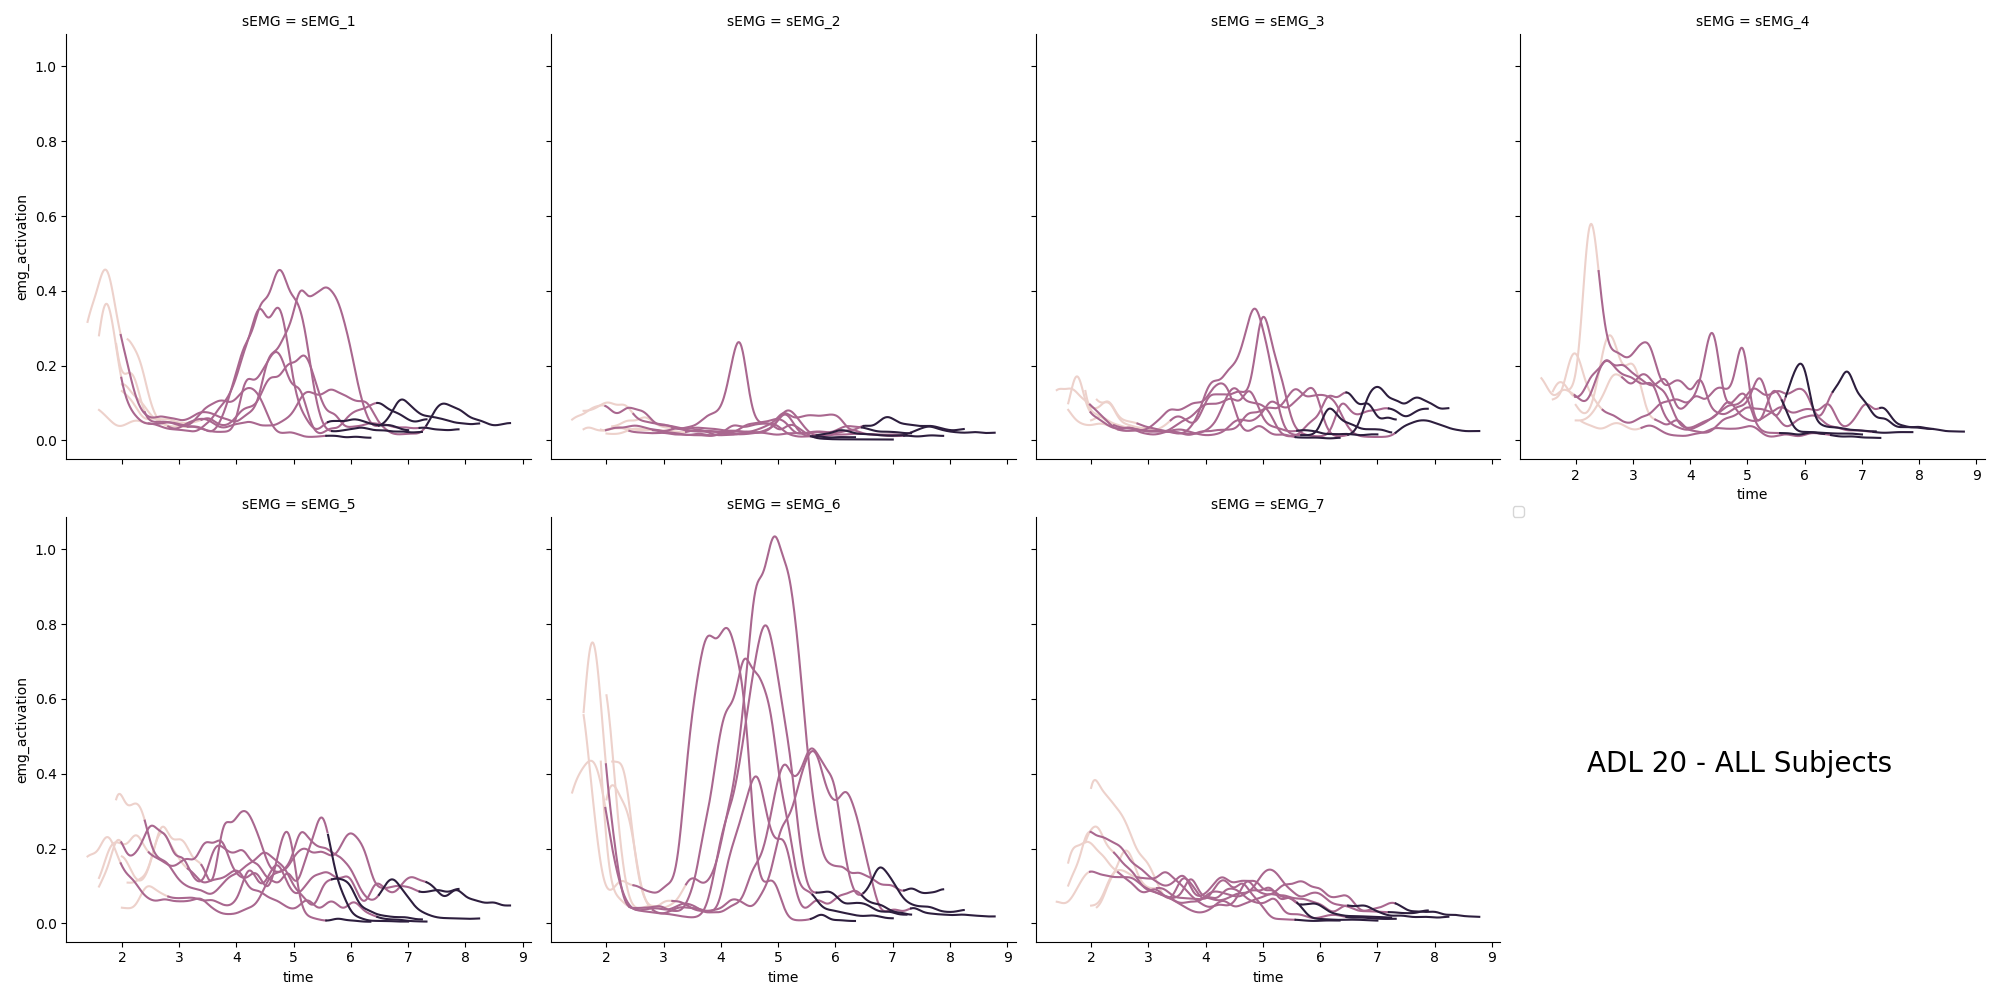 sEMG = sEMG_1
sEMG = sEMG_2
sEMG = sEMG_3
sEMG = sEMG_4
1.0
0.8
0.6
0.4
0.2
0.0
emg_activation
2 3 4 5 6 7 8 9
time
sEMG = sEMG_5
sEMG = sEMG_6
sEMG = sEMG_7
1.0
0.8
0.6
0.4
0.2
0.0
emg_activation
2 3 4 5 6 7 8 9
time
2 3 4 5 6 7 8 9
time
2 3 4 5 6 7 8 9
time
ADL 20 - ALL Subjects